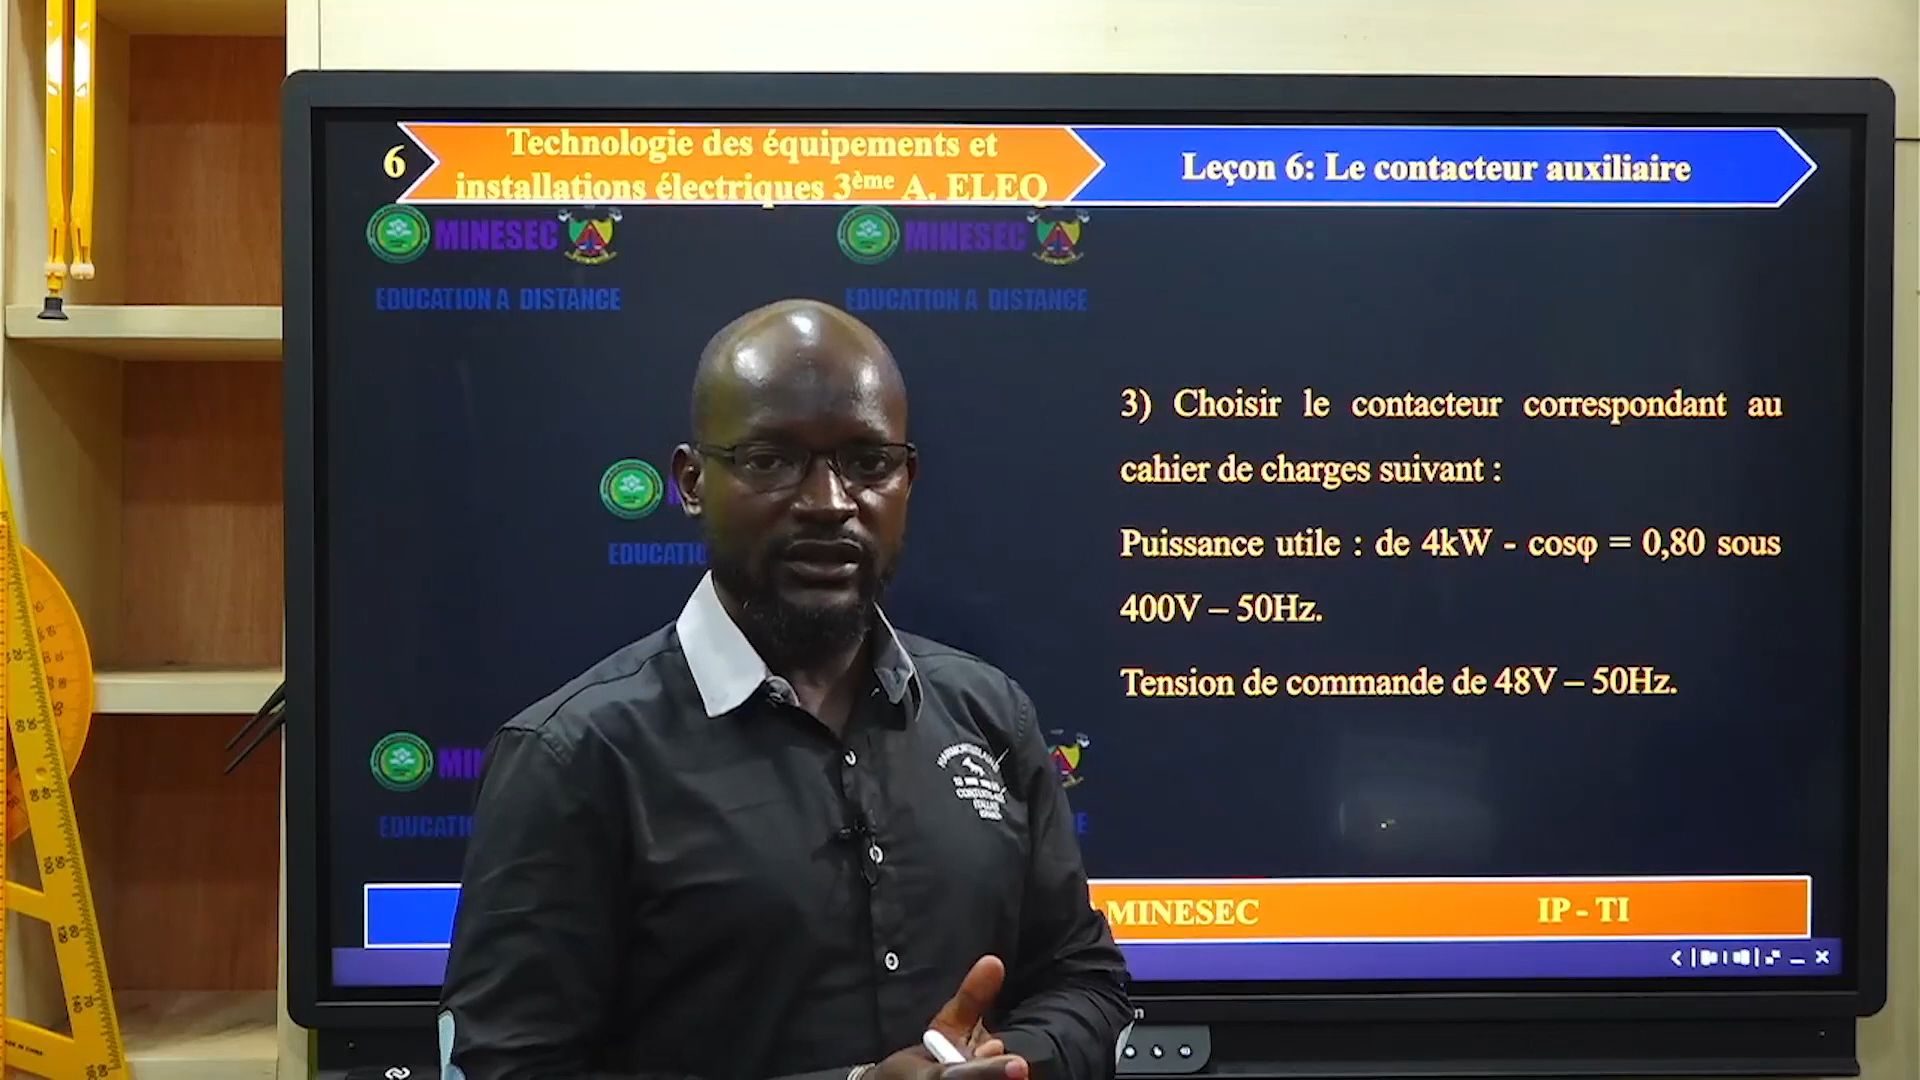 6
Technologie des équipements et
installations électriques 3ème A. ELEQ
Leçon 6: Le contacteur auxiliaire
MINESEC
EDUCATION A DISTANCE
MINESEC
EDUCATION A DISTANCE
3) Choisir le contacteur correspondant au
cahier de charges suivant :
Puissance utile : de 4kW - cosφ = 0,80 sous
400V – 50Hz.
Tension de commande de 48V – 50Hz.
MINESEC
IP - TI